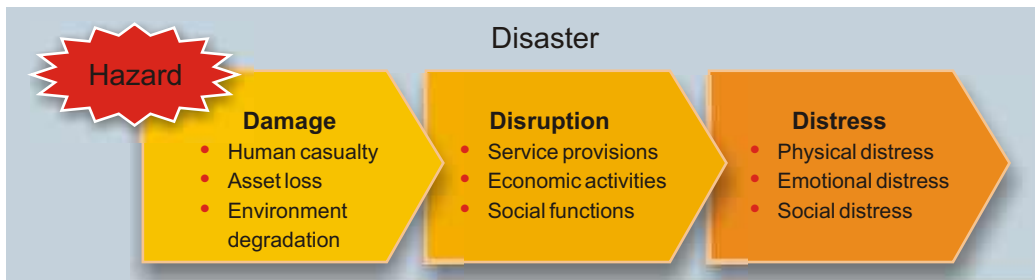 Disaster
Hazard
Damage
• Human casualty
• Asset loss
• Environment
degradation
Disruption
• Service provisions
• Economic activities
• Social functions
Distress
• Physical distress
• Emotional distress
• Social distress